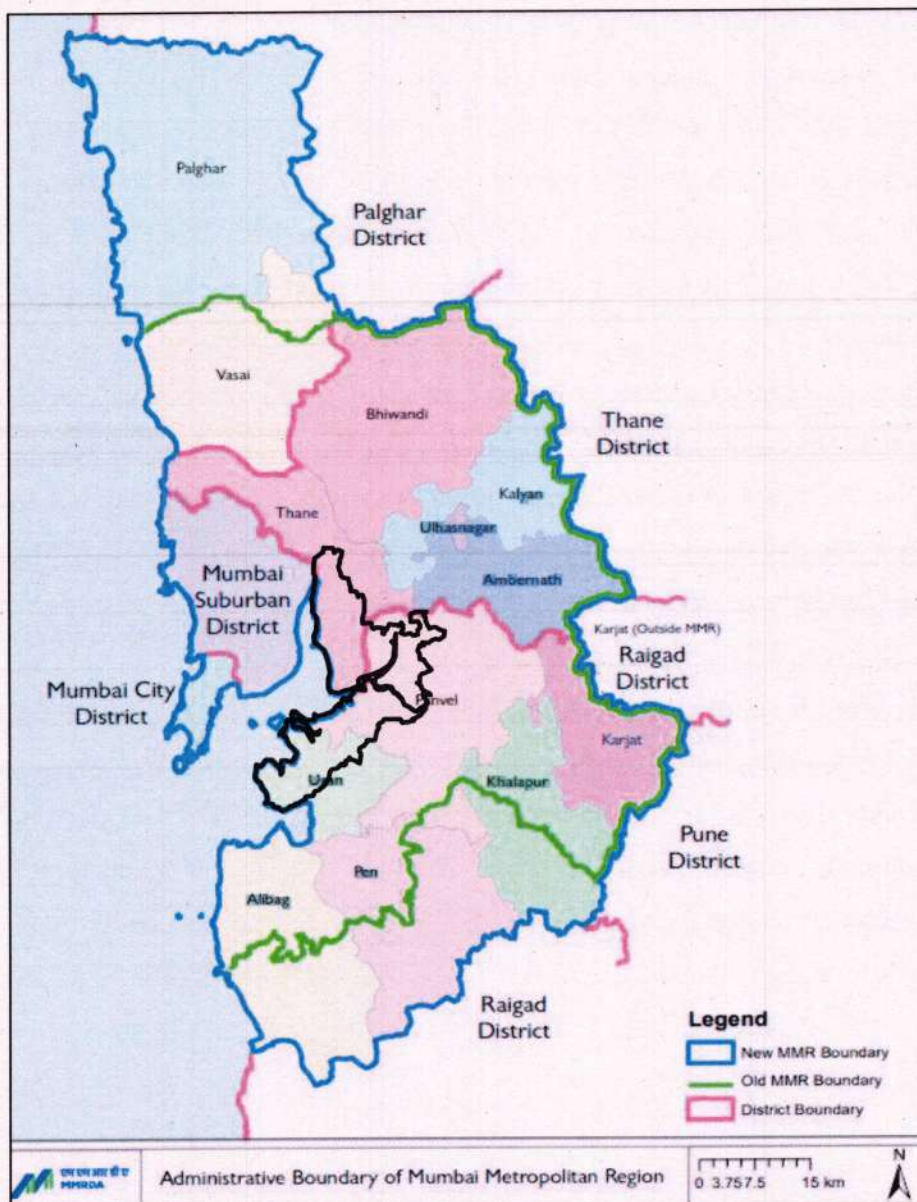 Palghar
Palghar
District
Vasai
Bhiwandi
Thane
District
Kalyan
Thane
Ulhasnagar
Ambernath
Mumbai
Suburban
District
Karjat (Outside MMR)
Raigad
District
Mumbai City
District
Panvel
Karjat
Uran
Khalapur
Pune
District
Pen
Alibag
Raigad
District
Legend
New MMR Boundary
Old MMR Boundary
District Boundary
एम एम आर डी ए
MMRDA
Administrative Boundary of Mumbai Metropolitan Region
0 3.757.5 15 km
N